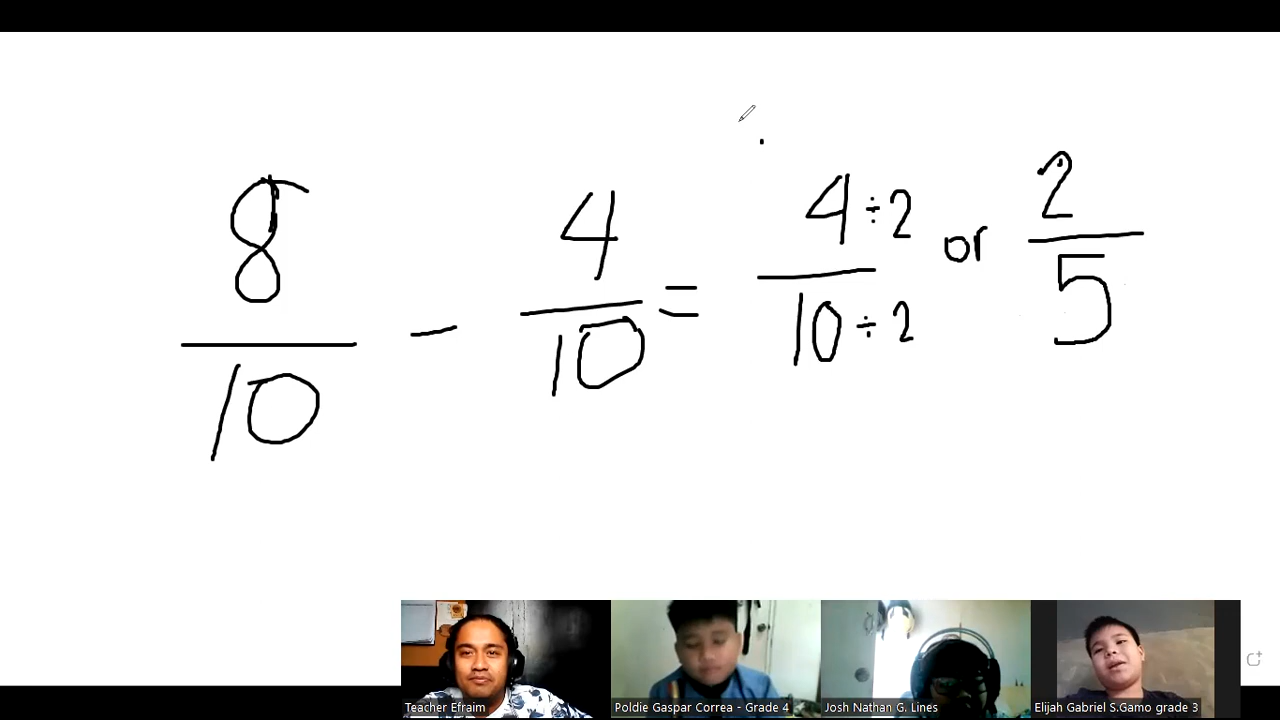 8/10 - 4/10 = 4÷2/10÷2 or 2/5
Teacher Efraim
Poldie Gaspar Correa - Grade 4
Josh Nathan G. Lines
Elijah Gabriel S.Gamo grade 3